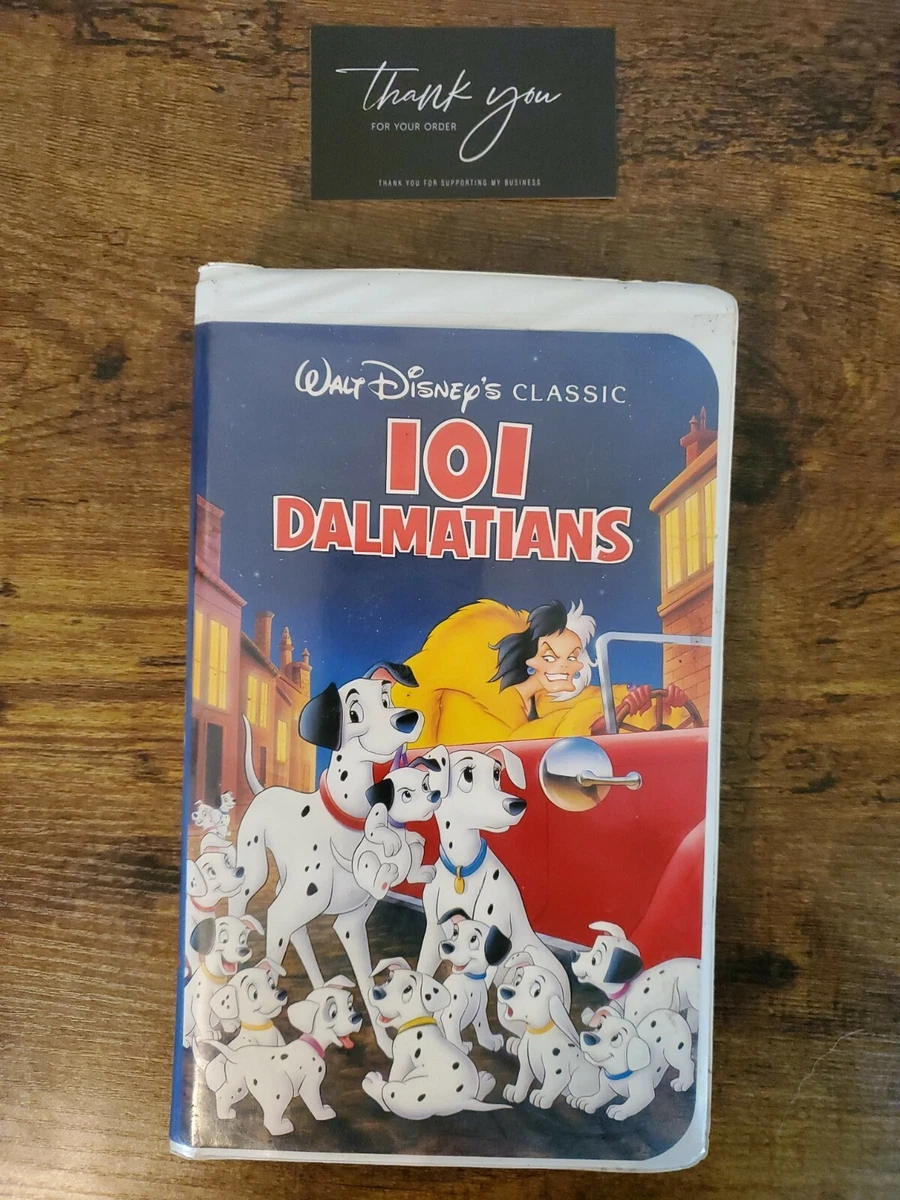 thank you
FOR YOUR ORDER
THANK YOU FOR SUPPORTING MY BUSINESS
WALT DISNEY'S CLASSIC
101
DALMATIANS